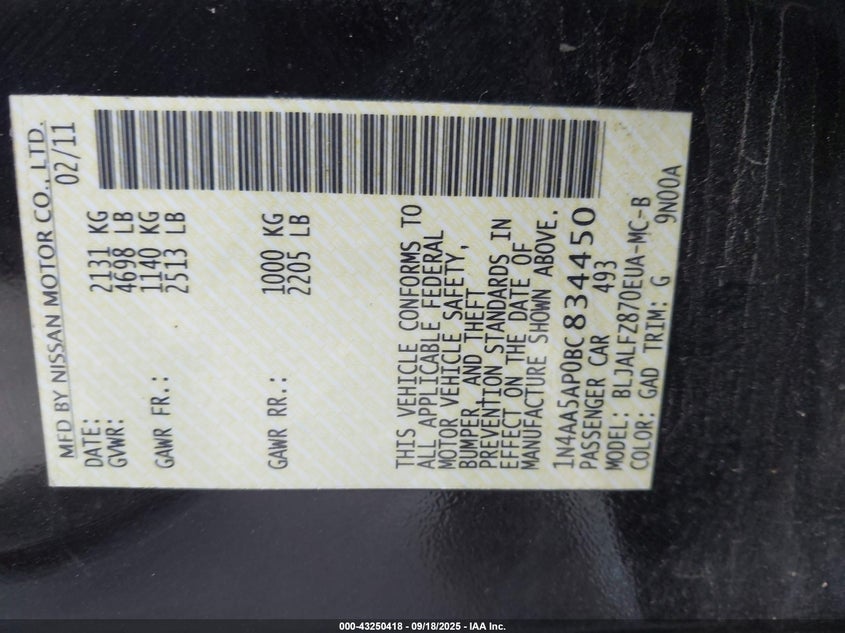 MFD BY NISSAN MOTOR CO., LTD.
DATE: 02/11
GVWR: 2131 KG
4698 LB
GAWR FR.: 1140 KG
2513 LB
GAWR RR.: 1000 KG
2205 LB
THIS VEHICLE CONFORMS TO
ALL APPLICABLE FEDERAL
MOTOR VEHICLE SAFETY,
BUMPER, AND THEFT
PREVENTION STANDARDS IN
EFFECT ON THE DATE OF
MANUFACTURE SHOWN ABOVE.
1N4AA5AP0BC834450
PASSENGER CAR 493
MODEL: BLJALFZ870EUA-MC-B
COLOR: GAD TRIM: G 9N00A
000-43250418 - 09/18/2025 - IAA Inc.